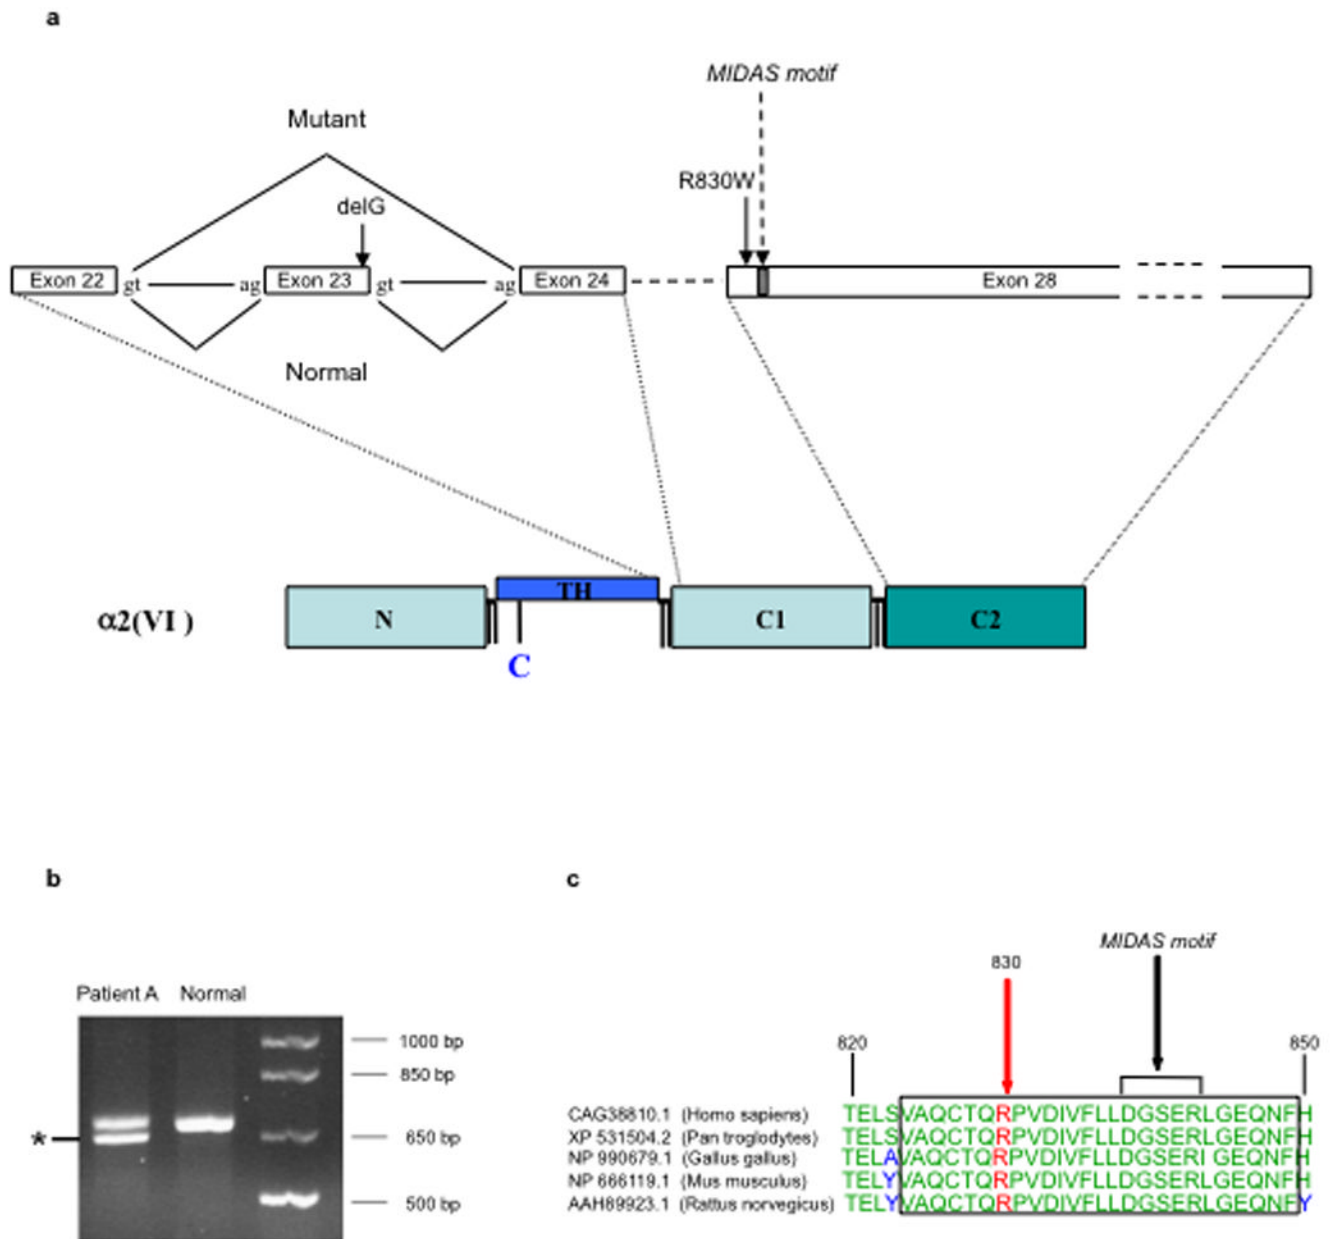 a
MIDAS motif
Mutant
R830W
delG
Exon 22 gt ag Exon 23 gt ag Exon 24 Exon 28
Normal
TH
α2(VI ) N C1 C2
C
b c
MIDAS motif
830
Patient A Normal
820 850
1000 bp
850 bp
CAG38810.1 (Homo sapiens) TELSVAQCTQRPVDIVFLLDGSERLGEQNFH
* 650 bp XP 531504.2 (Pan troglodytes) TELSVAQCTQRPVDIVFLLDGSERLGEQNFH
NP 990679.1 (Gallus gallus) TELAVAQCTQRPVDIVFLLDGSERI GEQNFH
NP 666119.1 (Mus musculus) TELYVAQCTQRPVDIVFLLDGSERLGEQNFH
500 bp AAH89923.1 (Rattus norvegicus) TELYVAQCTQRPVDIVFLLDGSERLGEQNFY